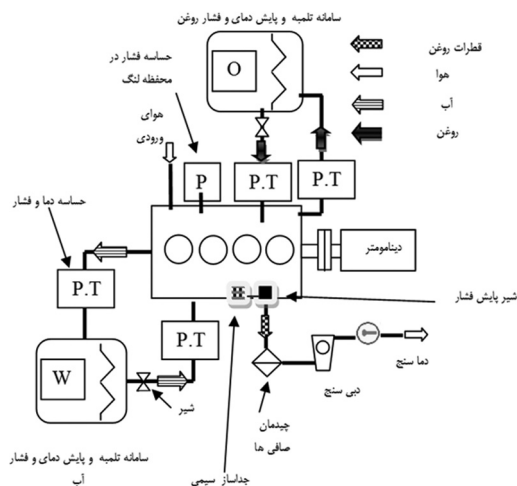 سامانه تلمبه و پایش دمای و فشار روغن
قطرات روغن
هوا
آب
روغن
حساسه فشار در
محفظه لنگ
هوای
ورودی
O
P
P.T
P.T
حساسه دما و فشار
P.T
دینامومتر
شیر پایش فشار
P.T
W
شیر
دما سنج
دبی سنج
چیدمان
صافی ها
جداساز سیمی
سامانه تلمبه و پایش دمای و فشار
آب